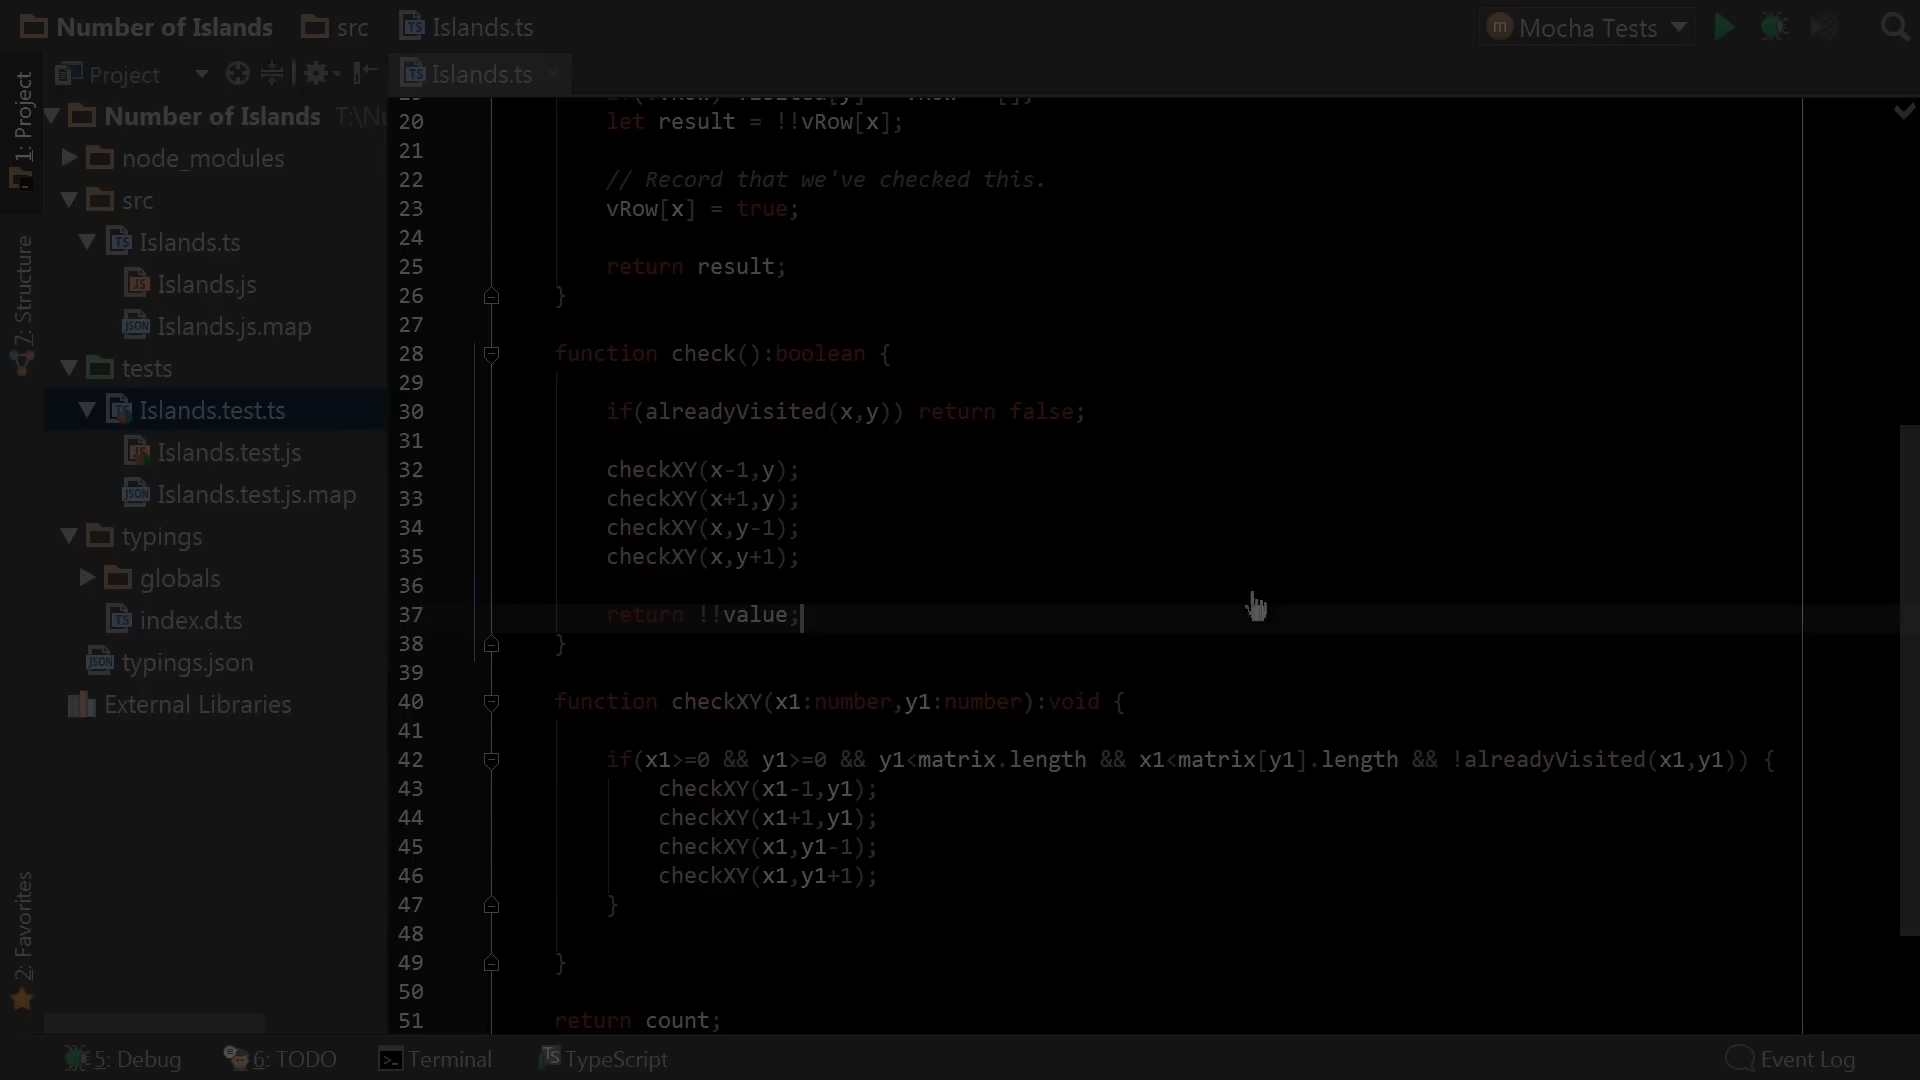 Number of Islands src Islands.ts Mocha Tests
Project Islands.ts
1: Project
7: Structure
2: Favorites
Number of Islands
node_modules
src
Islands.ts
Islands.js
Islands.js.map
tests
Islands.test.ts
Islands.test.js
Islands.test.js.map
typings
globals
index.d.ts
typings.json
External Libraries
20 let result = !!vRow[x];
21
22 // Record that we've checked this.
23 vRow[x] = true;
24
25 return result;
26 }
27
28 function check():boolean {
29
30 if(alreadyVisited(x,y)) return false;
31
32 checkXY(x-1,y);
33 checkXY(x+1,y);
34 checkXY(x,y-1);
35 checkXY(x,y+1);
36
37 return !!value;
38 }
39
40 function checkXY(x1:number,y1:number):void {
41
42 if(x1>=0 && y1>=0 && y1<matrix.length && x1<matrix[y1].length && !alreadyVisited(x1,y1)) {
43 checkXY(x1-1,y1);
44 checkXY(x1+1,y1);
45 checkXY(x1,y1-1);
46 checkXY(x1,y1+1);
47 }
48
49 }
50
51 return count;
5: Debug 6: TODO Terminal TypeScript Event Log